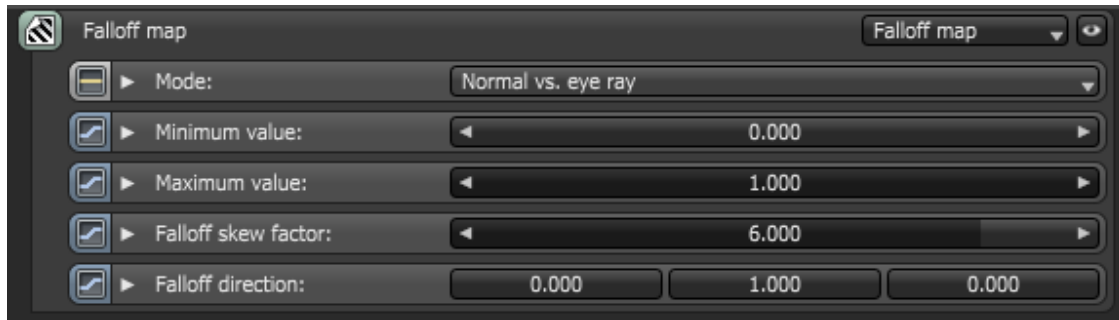 Falloff map Falloff map
Mode: Normal vs. eye ray
Minimum value: 0.000
Maximum value: 1.000
Falloff skew factor: 6.000
Falloff direction: 0.000 1.000 0.000